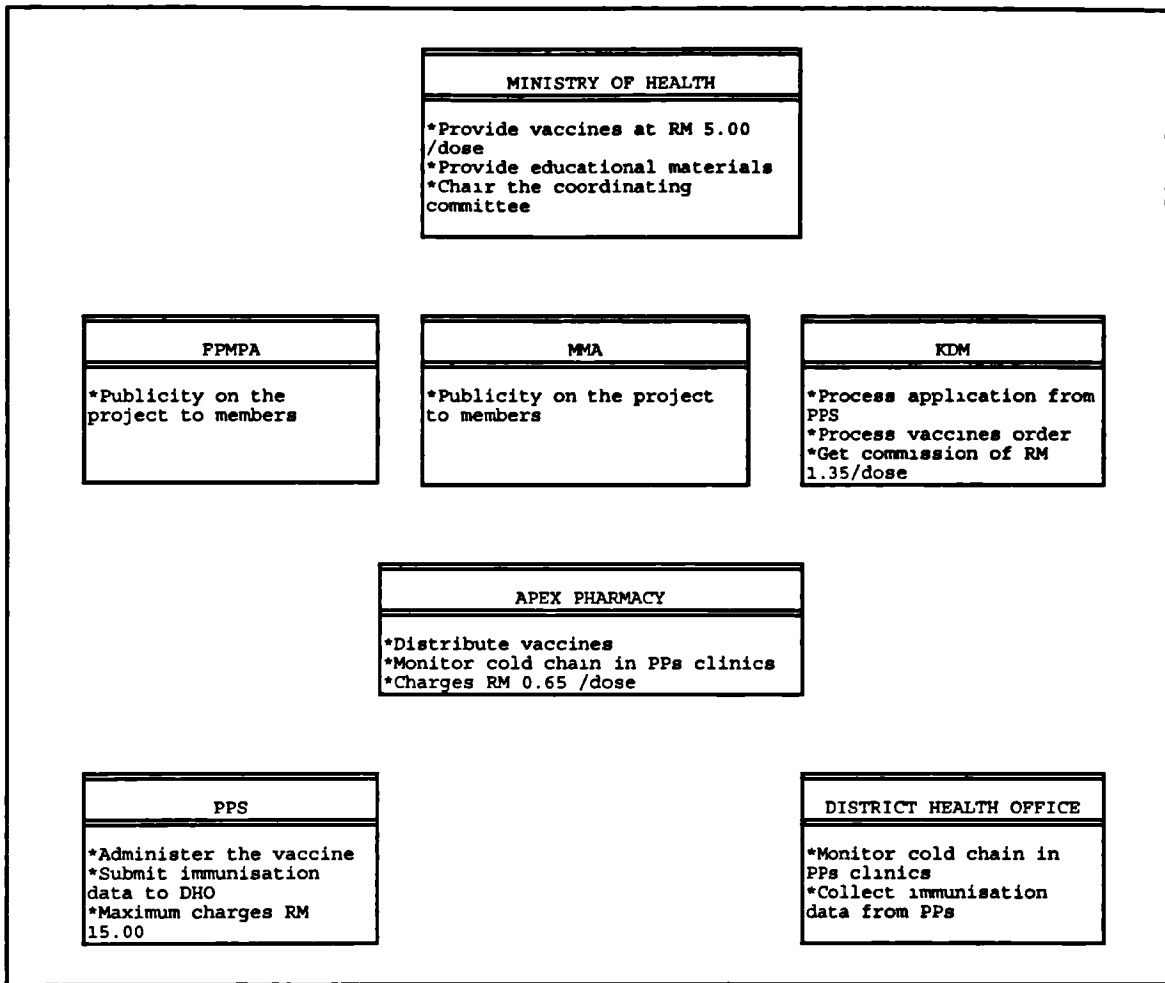 MINISTRY OF HEALTH
*Provide vaccines at RM 5.00
/dose
*Provide educational materials
*Chair the coordinating
committee
FPMPA
*Publicity on the
project to members
MMA
*Publicity on the project
to members
KDM
*Process application from
PPS
*Process vaccines order
*Get commission of RM
1.35/dose
APEX PHARMACY
*Distribute vaccines
*Monitor cold chain in PPs clinics
*Charges RM 0.65 /dose
PPS
*Administer the vaccine
*Submit immunisation
data to DHO
*Maximum charges RM
15.00
DISTRICT HEALTH OFFICE
*Monitor cold chain in
PPs clinics
*Collect immunisation
data from PPs